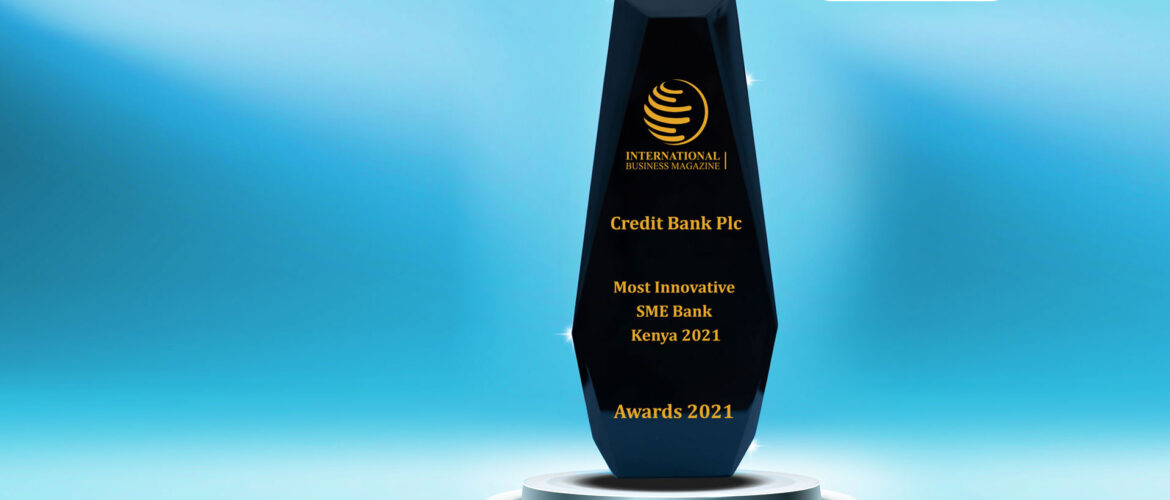 INTERNATIONAL
BUSINESS MAGAZINE
Credit Bank Plc
Most Innovative
SME Bank
Kenya 2021
Awards 2021